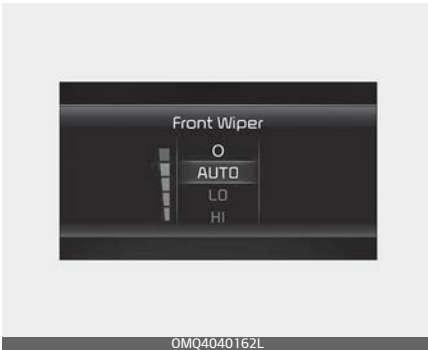 Front Wiper
O
AUTO
LO
HI
OMQ4040162L